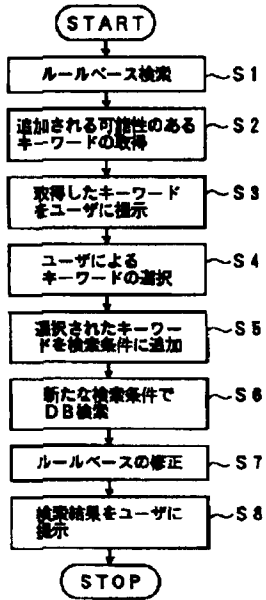 START
ルールベース検索
S1
追加される可能性のある
キーワードの取得
S2
取得したキーワード
をユーザに提示
S3
ユーザによる
キーワードの選択
S4
選択されたキーワー
ドを検索条件に追加
S5
新たな検索条件で
DB検索
S6
ルールベースの修正
S7
検索結果をユーザに
提示
S8
STOP